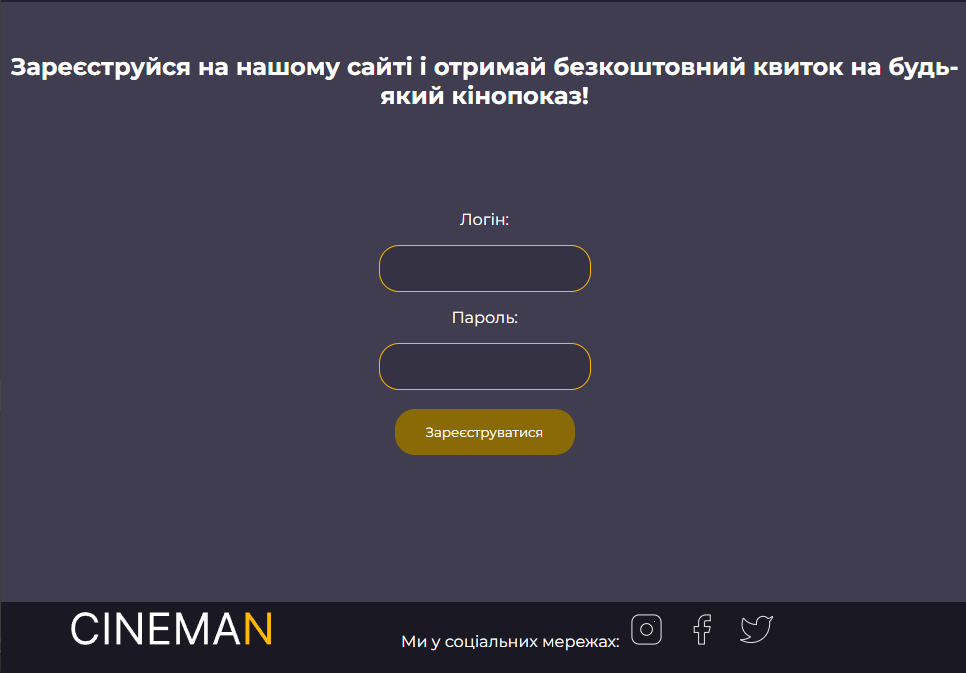 Зареєструйся на нашому сайті і отримай безкоштовний квиток на будь-
який кінопоказ!
Логін:
Пароль:
Зареєструватися
CINEMAN
Ми у соціальних мережах: